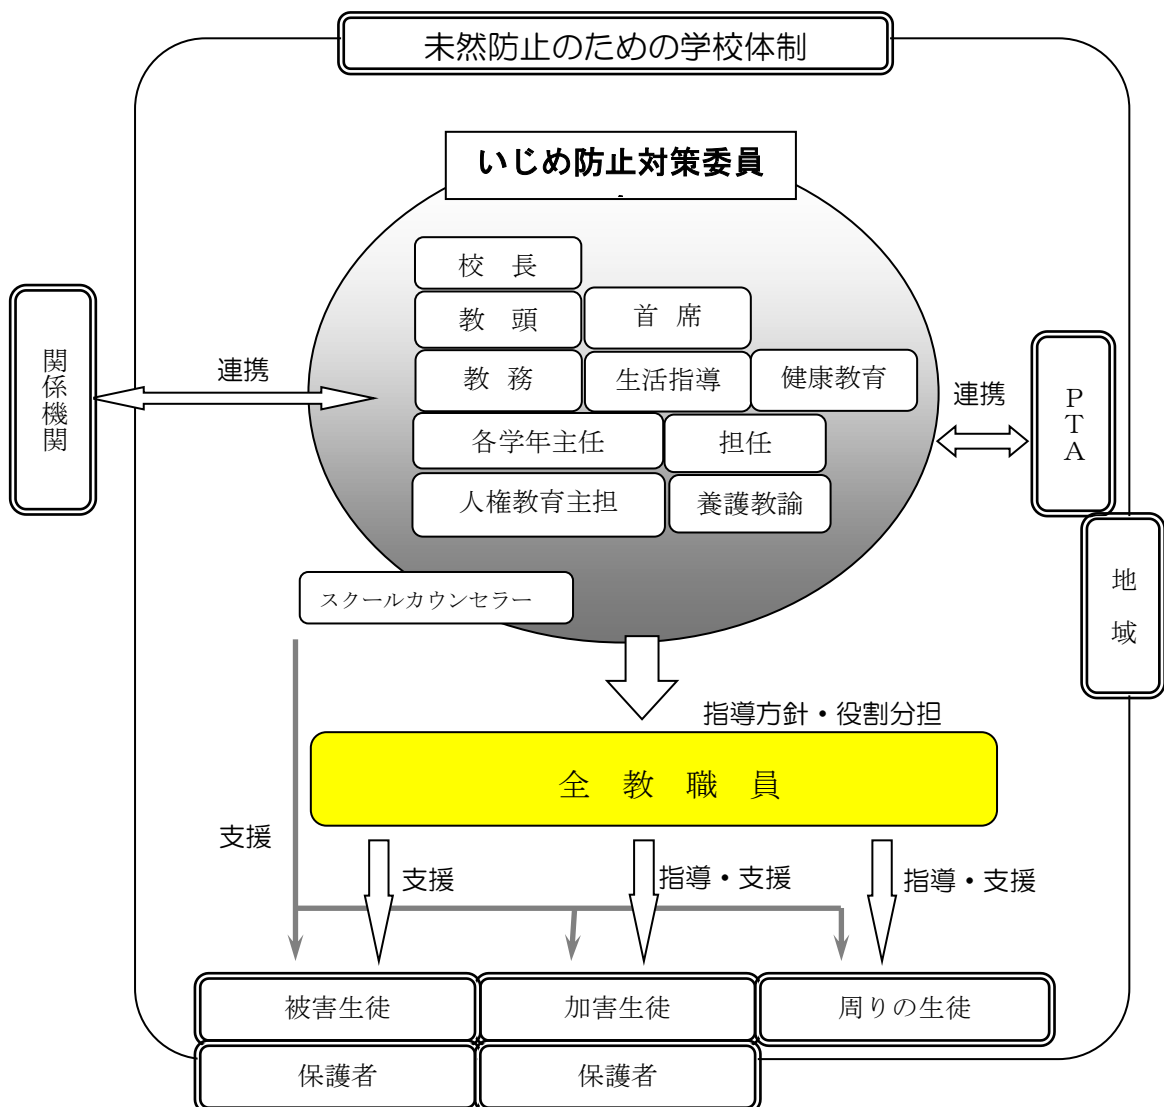 未然防止のための学校体制
いじめ防止対策委員
校 長
教 頭
首 席
教 務
生活指導
健康教育
各学年主任
担任
人権教育主担
養護教諭
スクールカウンセラー
関係機関
連携
連携
PTA
地域
指導方針・役割分担
全 教 職 員
支援
支援
指導・支援
指導・支援
被害生徒
加害生徒
周りの生徒
保護者
保護者